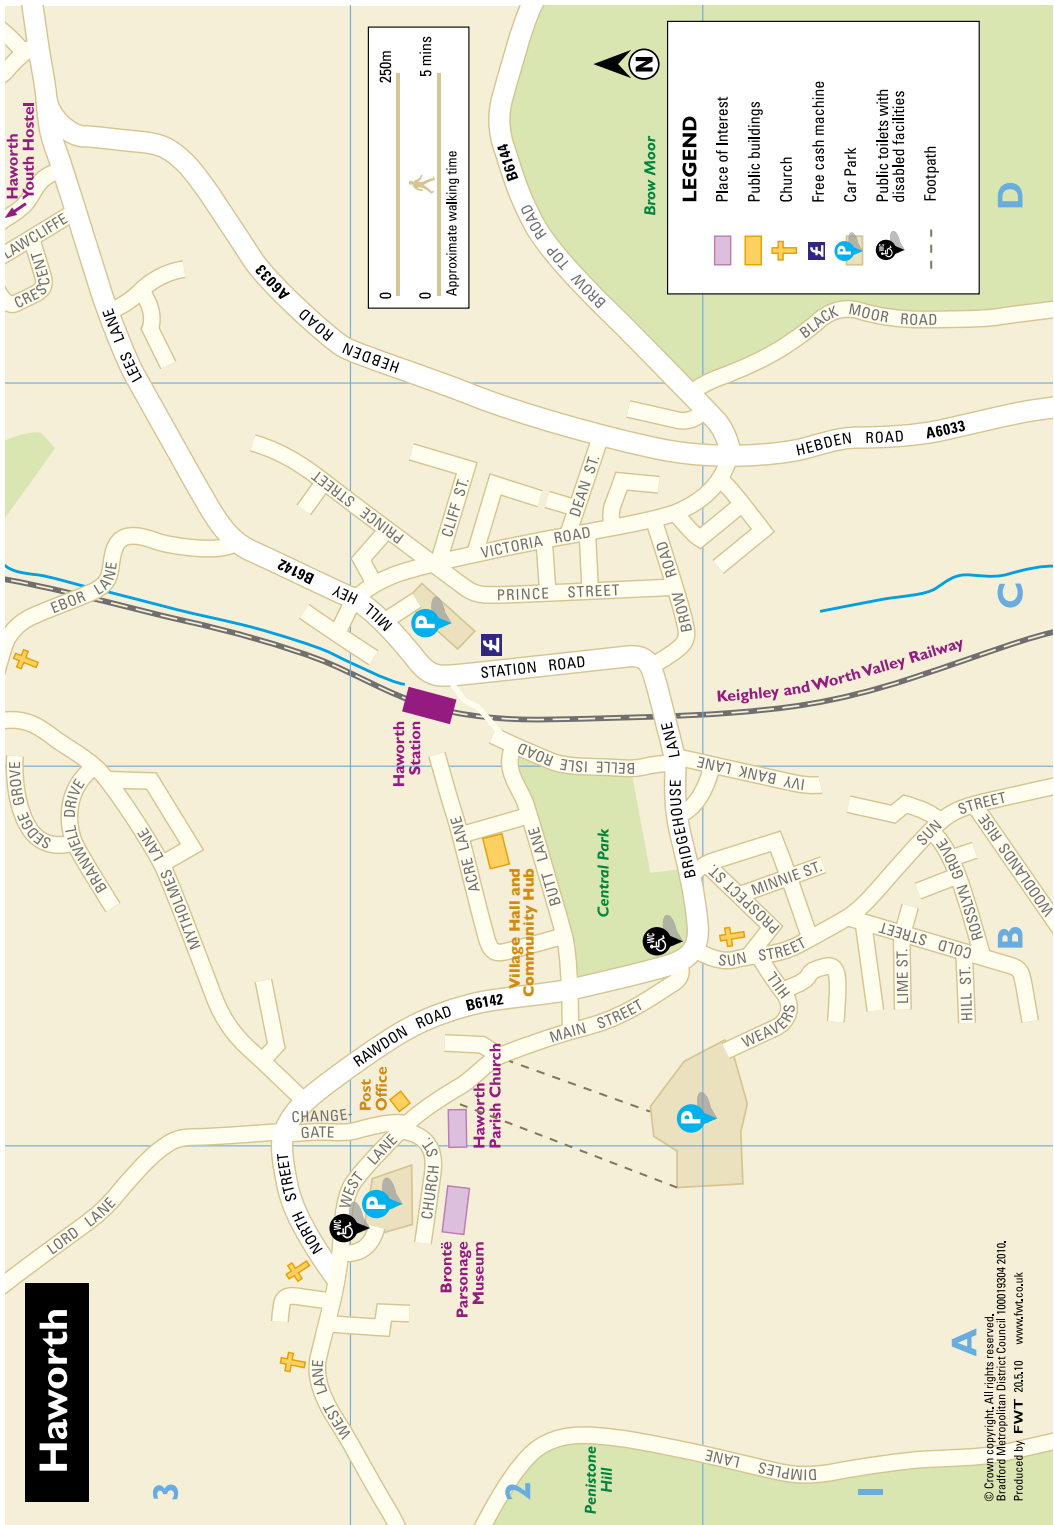 Haworth
3
2
1
A
B
C
D
250m
0
5 mins
0
Approximate walking time
N
LEGEND
Place of Interest
Public buildings
Church
£
Free cash machine
P
Car Park
WC
Public toilets with
disabled facilities
Footpath
Haworth
Youth Hostel
LAWCLIFFE
CRESCENT
LEES LANE
A6033
HEBDEN ROAD
B6144
BROW TOP ROAD
Brow Moor
BLACK MOOR ROAD
HEBDEN ROAD A6033
EBOR LANE
B6142
MILL HEY
PRINCE STREET
CLIFF ST.
VICTORIA ROAD
DEAN ST.
PRINCE STREET
BROW ROAD
P
£
STATION ROAD
Keighley and Worth Valley Railway
Haworth
Station
BELLE ISLE ROAD
BRIDGEHOUSE LANE
IVY BANK LANE
SEDGE GROVE
BRANWELL DRIVE
MYTHOLMES LANE
ACRE LANE
BUTT LANE
Village Hall and
Community Hub
Central Park
WC
PROSPECT ST.
MINNIE ST.
SUN STREET
SUN STREET
WOODLANDS RISE
ROSSLYN GROVE
COLD STREET
LIME ST.
HILL ST.
WEAVERS HILL
RAWDON ROAD B6142
MAIN STREET
Post
Office
CHANGE-
GATE
Haworth
Parish Church
P
LORD LANE
NORTH STREET
WEST LANE
CHURCH ST.
WC
P
Brontë
Parsonage
Museum
WEST LANE
Penistone
Hill
DIMPLES LANE
© Crown copyright. All rights reserved.
Bradford Metropolitan District Council 100019304 2010.
Produced by FWT 20.5.10 www.fwt.co.uk